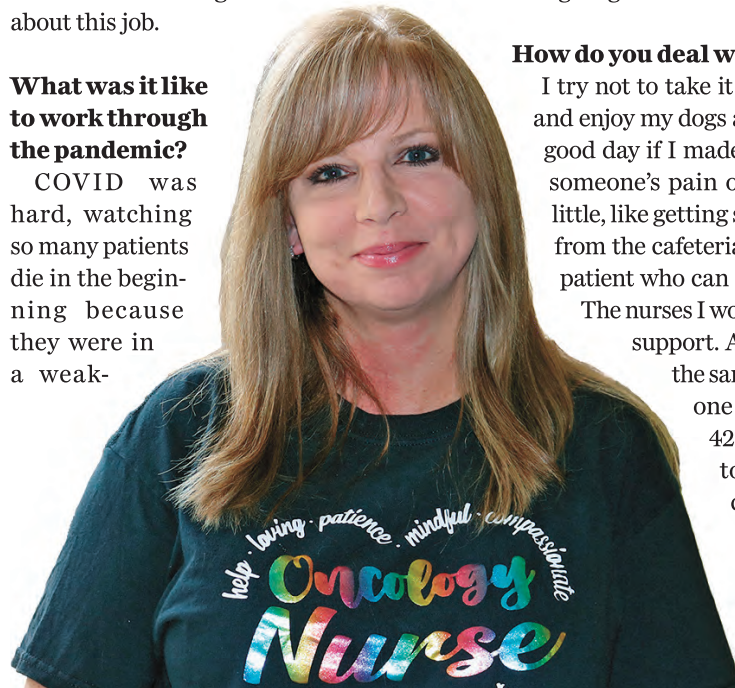 about this job.
What was it like
to work through
the pandemic?
COVID was
hard, watching
so many patients
die in the begin-
ning because
they were in
a weak-
How do you deal w
I try not to take it
and enjoy my dogs a
good day if I made
someone’s pain o
little, like getting s
from the cafeteria
patient who can
The nurses I wo
support. A
the sar
one
42
to
c
help · loving · patience · mindful · compassionate
Oncology
Nurse